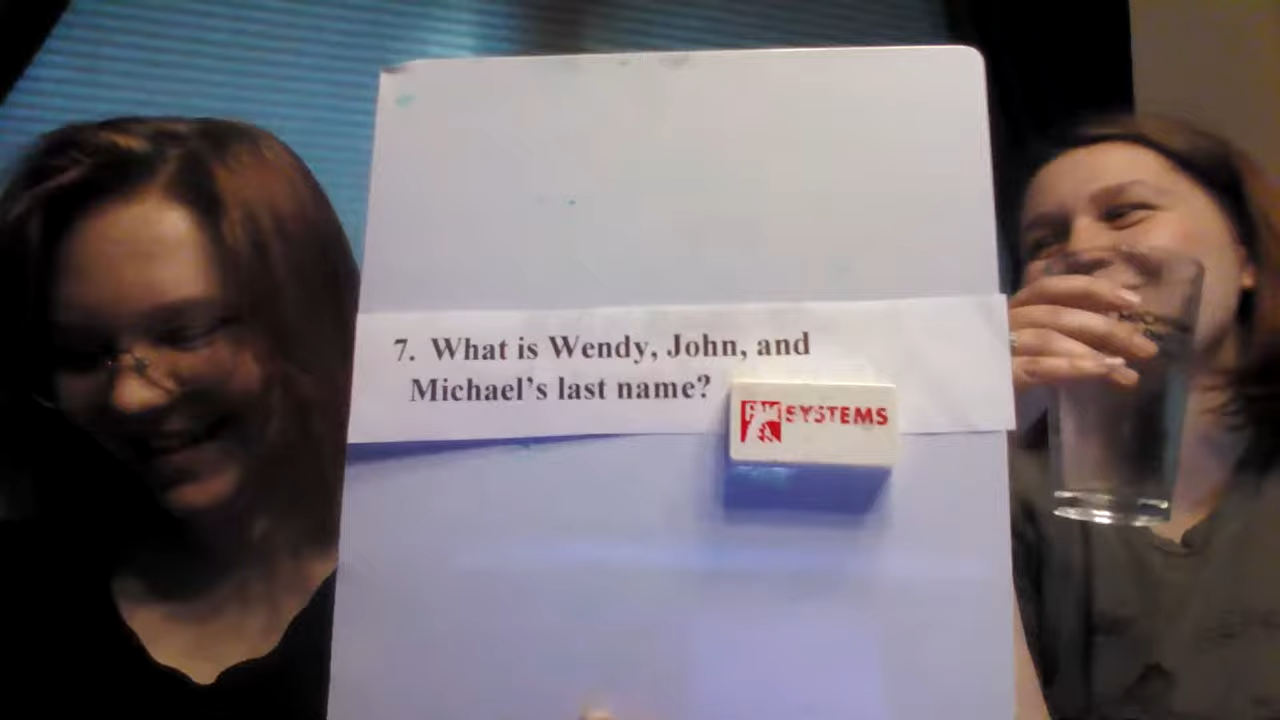 7. What is Wendy, John, and
Michael's last name?
SYSTEMS